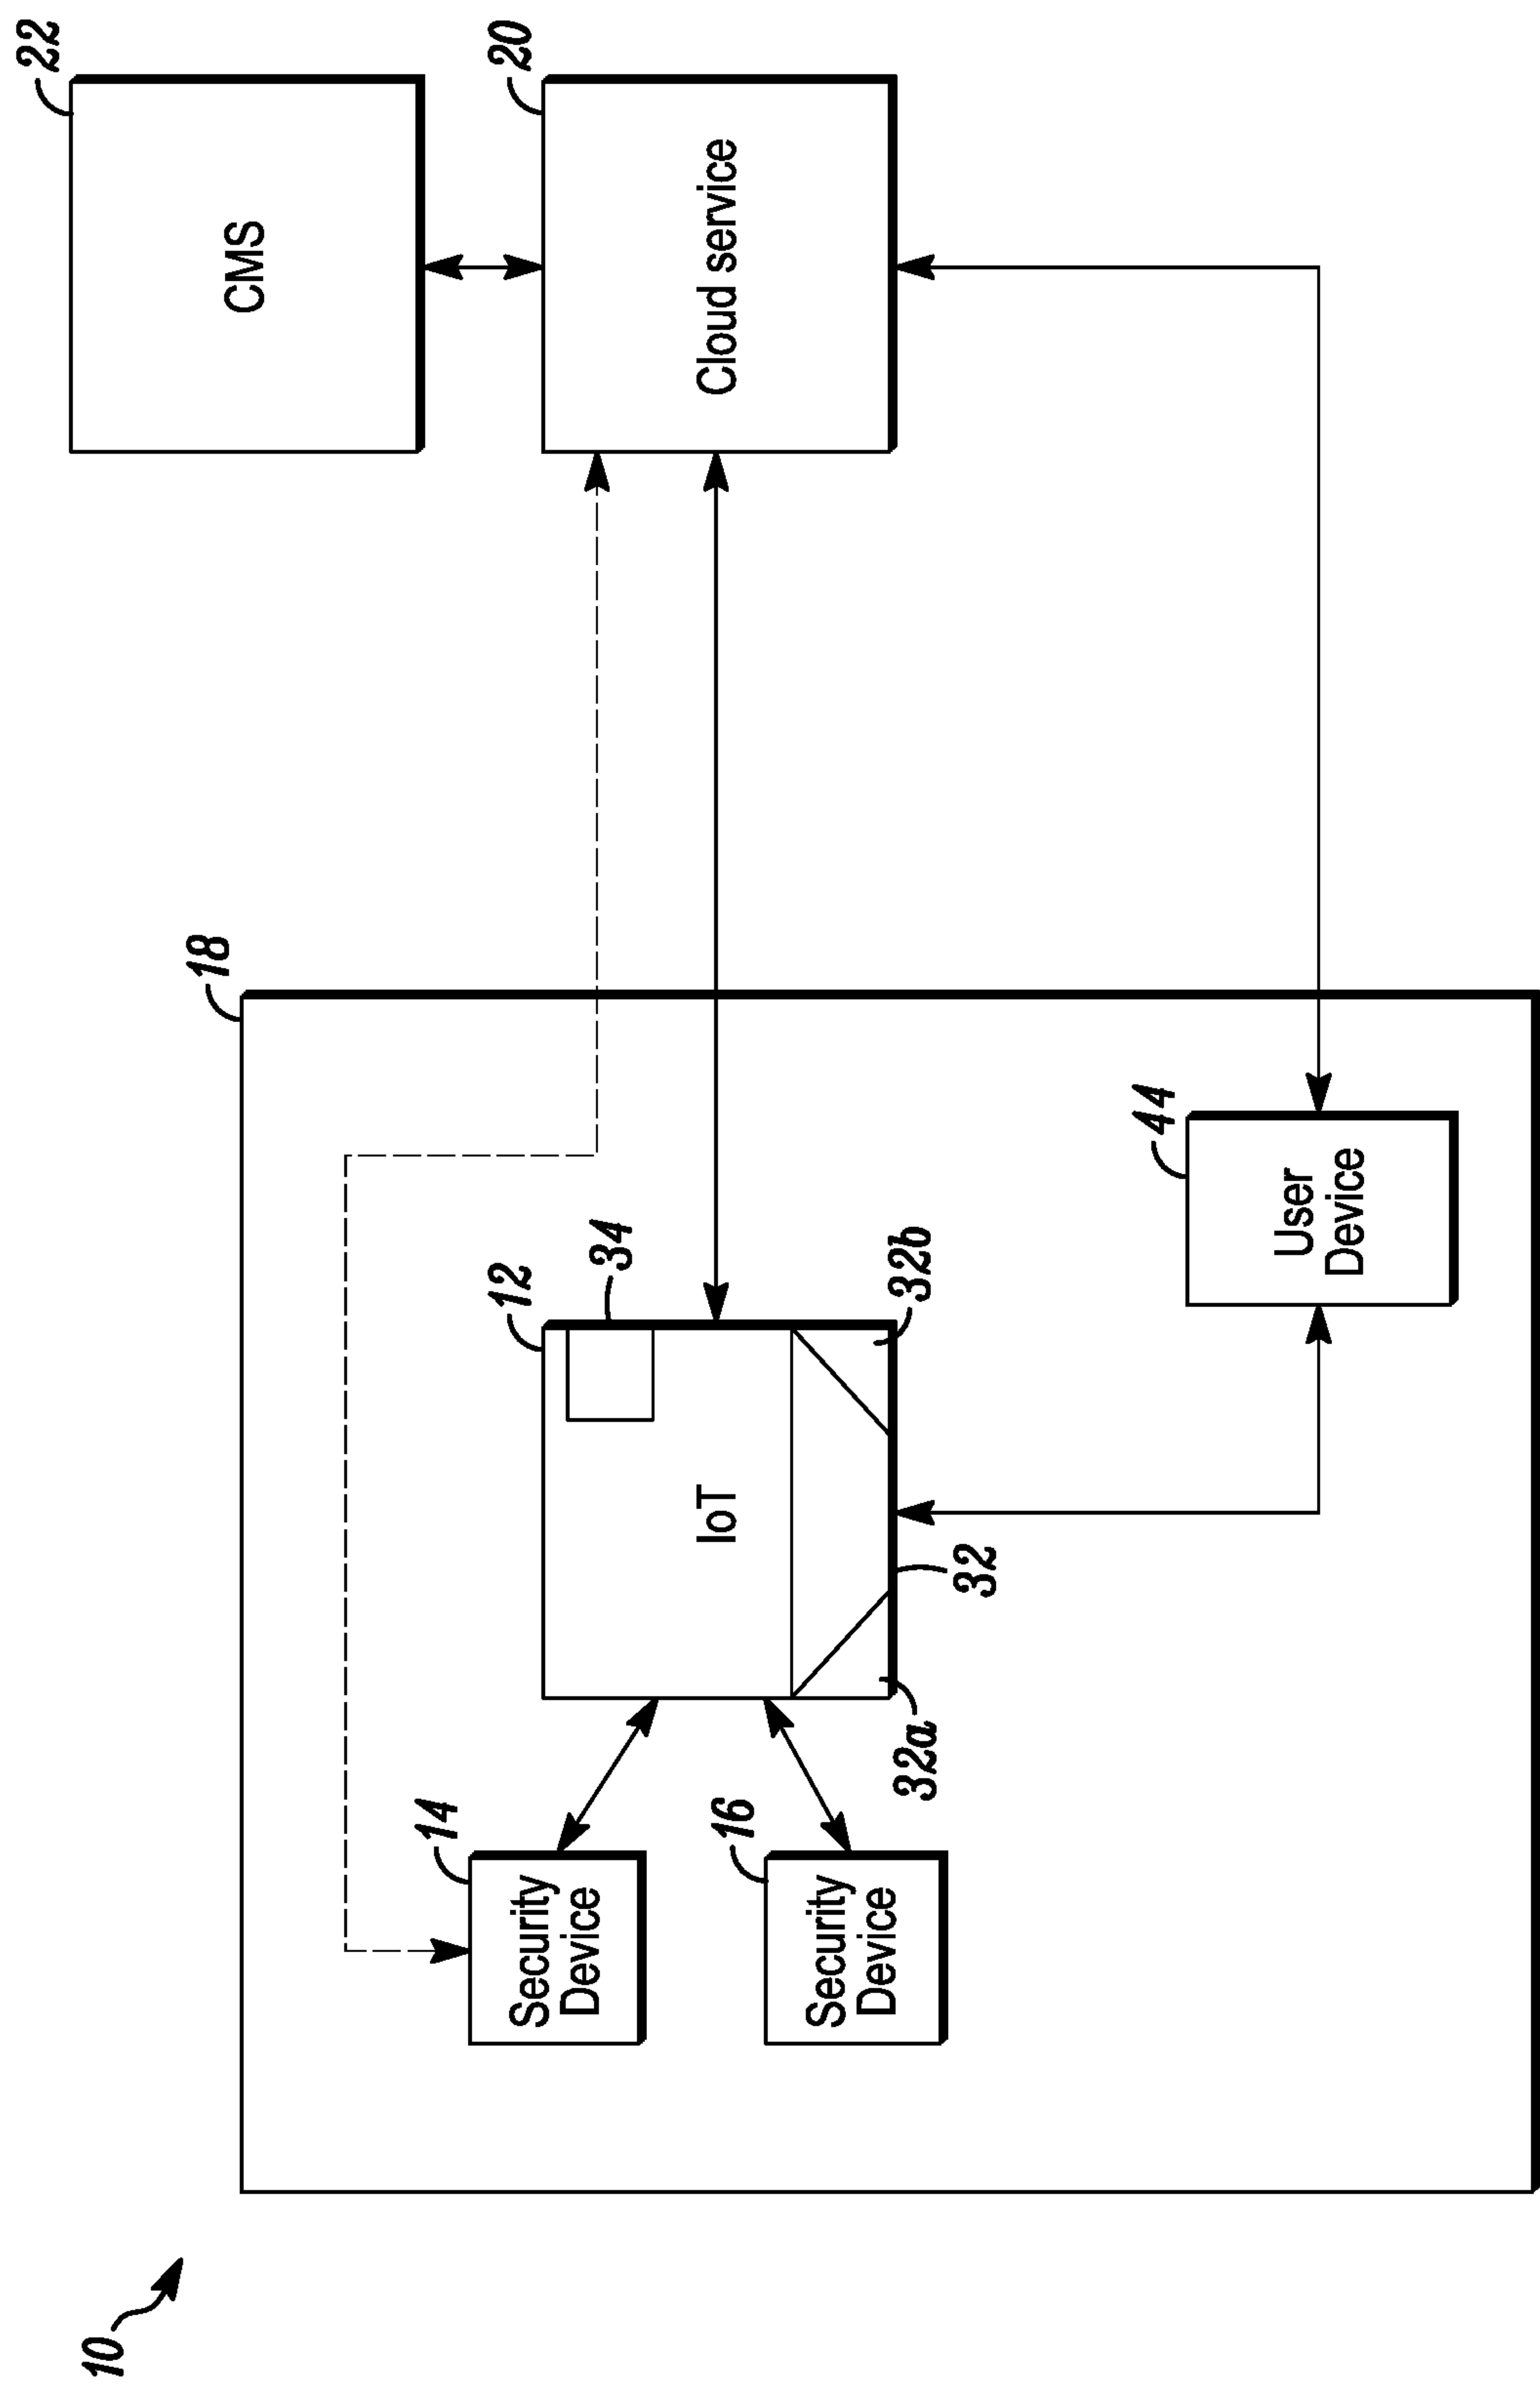 10
18
22
CMS
14
Security
Device
12
34
IoT
20
Cloud service
16
Security
Device
32a
32
32b
44
User
Device